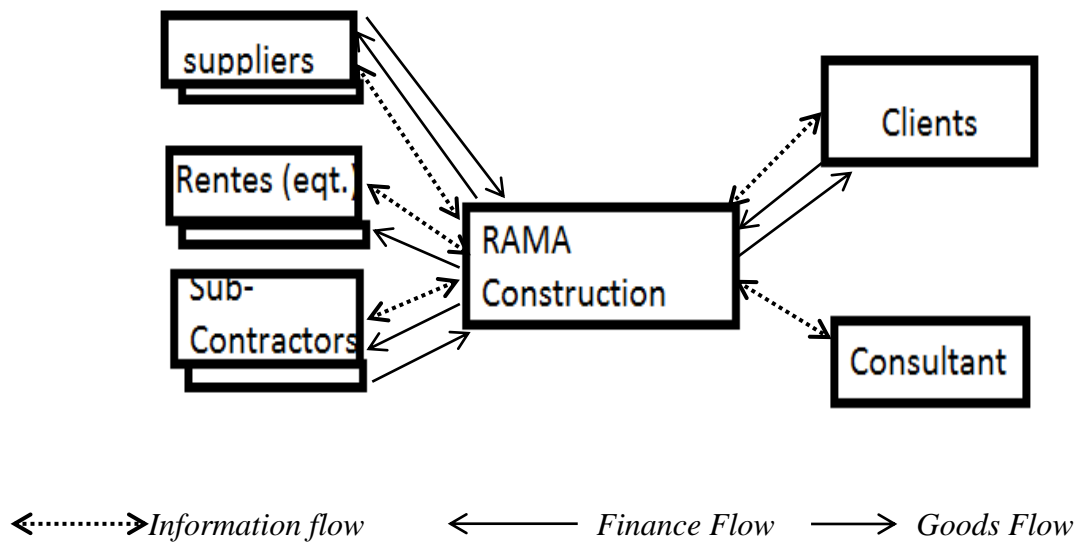 suppliers
Clients
Rentes (eqt.)
RAMA
Construction
Sub-
Contractors
Consultant
Information flow
Finance Flow
Goods Flow